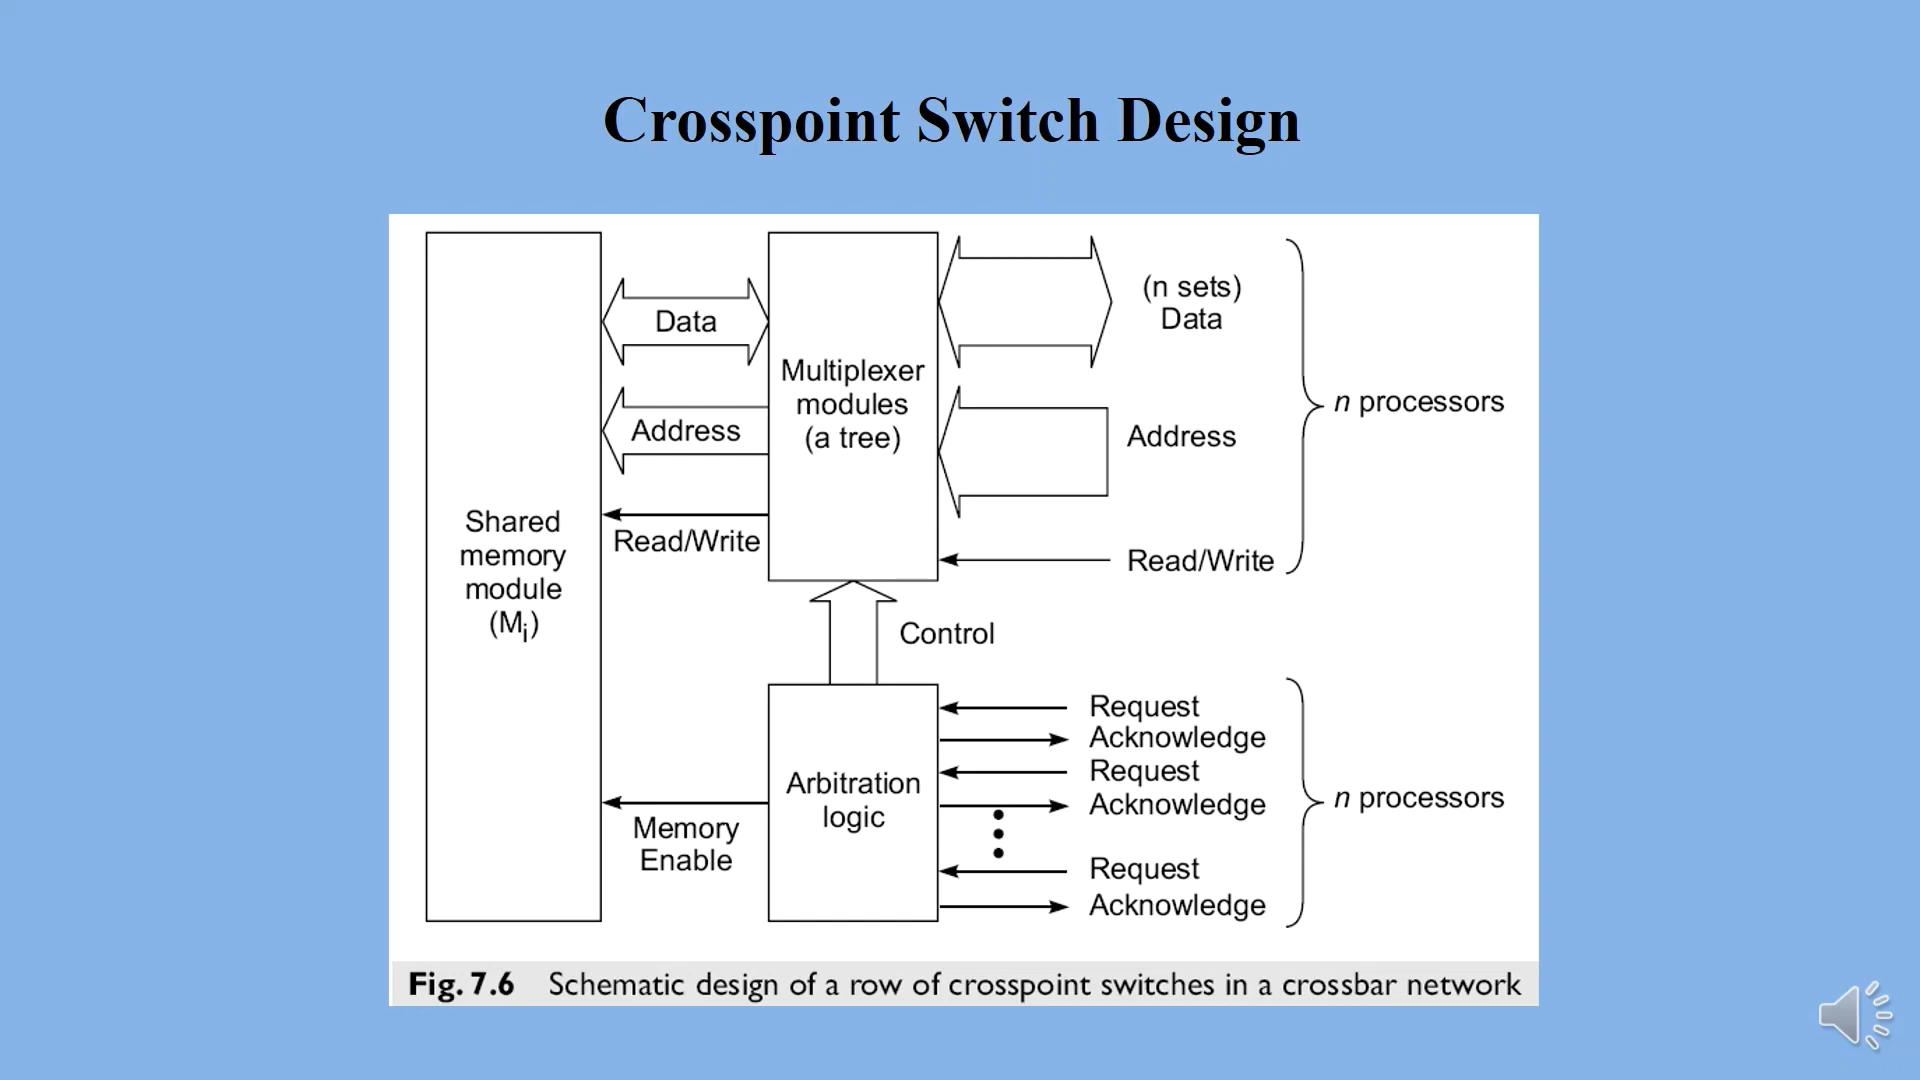 Crosspoint Switch Design
Shared
memory
module
(Mi)
Data
Address
Read/Write
Multiplexer
modules
(a tree)
(n sets)
Data
Address
Read/Write
n processors
Control
Memory
Enable
Arbitration
logic
Request
Acknowledge
Request
Acknowledge
Request
Acknowledge
n processors
Fig. 7.6 Schematic design of a row of crosspoint switches in a crossbar network